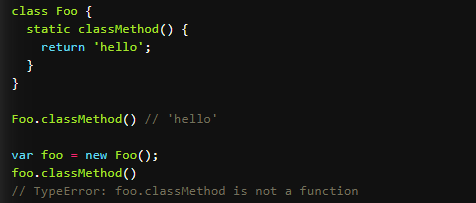 class Foo {
  static classMethod() {
    return 'hello';
  }
}

Foo.classMethod() // 'hello'

var foo = new Foo();
foo.classMethod()
// TypeError: foo.classMethod is not a function